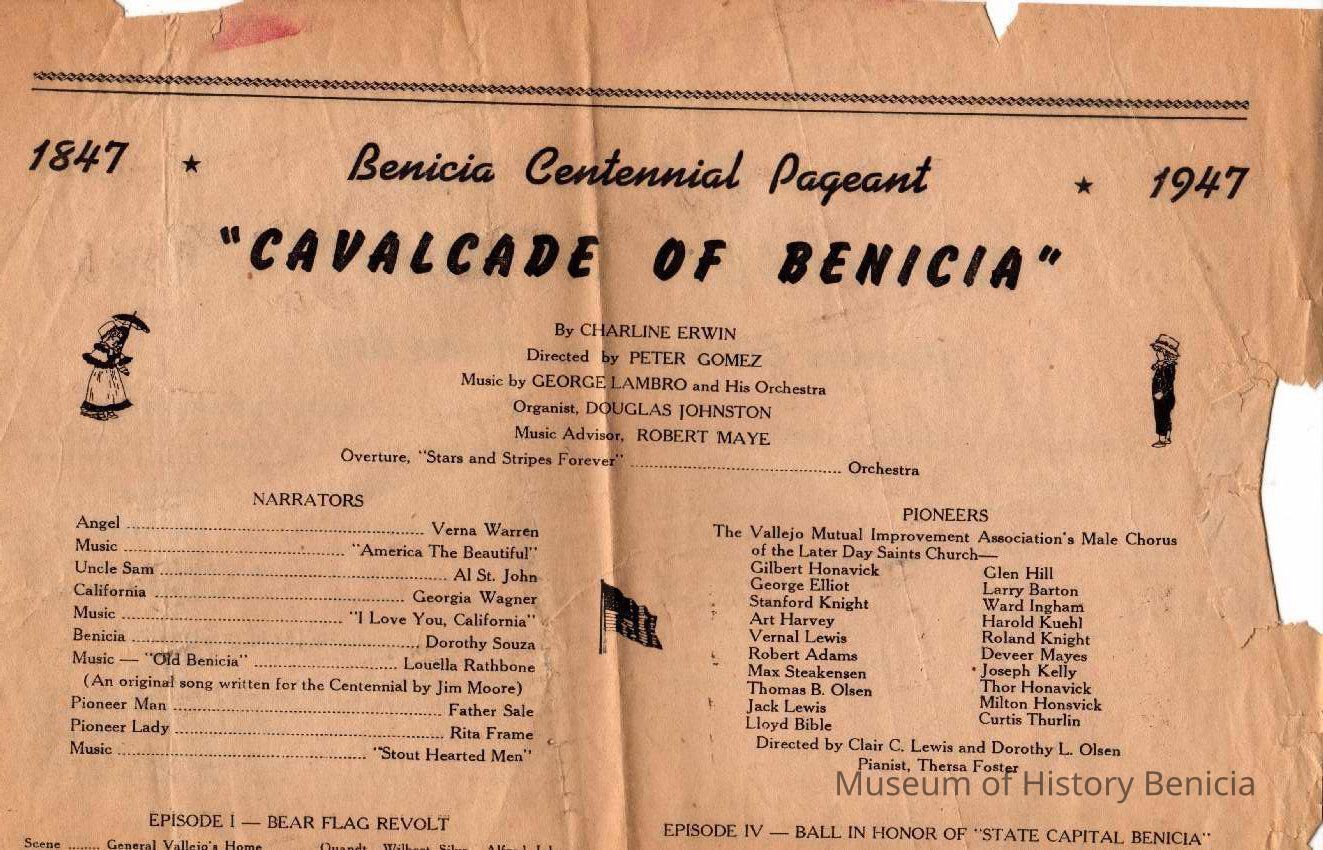 1847 ★ Benicia Centennial Pageant ★ 1947
"CAVALCADE OF BENICIA"
By CHARLINE ERWIN
Directed by PETER GOMEZ
Music by GEORGE LAMBRO and His Orchestra
Organist, DOUGLAS JOHNSTON
Music Advisor, ROBERT MAYE
Overture, "Stars and Stripes Forever" ........ Orchestra
NARRATORS
Angel ........ Verna Warren
Music ........ "America The Beautiful"
Uncle Sam ........ Al St. John
California ........ Georgia Wagner
Music ........ "I Love You, California"
Benicia ........ Dorothy Souza
Music — "Old Benicia" ........ Louella Rathbone
(An original song written for the Centennial by Jim Moore)
Pioneer Man ........ Father Sale
Pioneer Lady ........ Rita Frame
Music ........ "Stout Hearted Men"
EPISODE I — BEAR FLAG REVOLT
Scene ........ General Vallejo's Home
PIONEERS
The Vallejo Mutual Improvement Association's Male Chorus
of the Later Day Saints Church—
Gilbert Honavick
George Elliot
Stanford Knight
Art Harvey
Vernal Lewis
Robert Adams
Max Steakensen
Thomas B. Olsen
Jack Lewis
Lloyd Bible
Glen Hill
Larry Barton
Ward Ingham
Harold Kuehl
Roland Knight
Deveer Mayes
Joseph Kelly
Thor Honavick
Milton Honsvick
Curtis Thurlin
Directed by Clair C. Lewis and Dorothy L. Olsen
Pianist, Thersa Foster
EPISODE IV — BALL IN HONOR OF "STATE CAPITAL BENICIA"
Museum of History Benicia